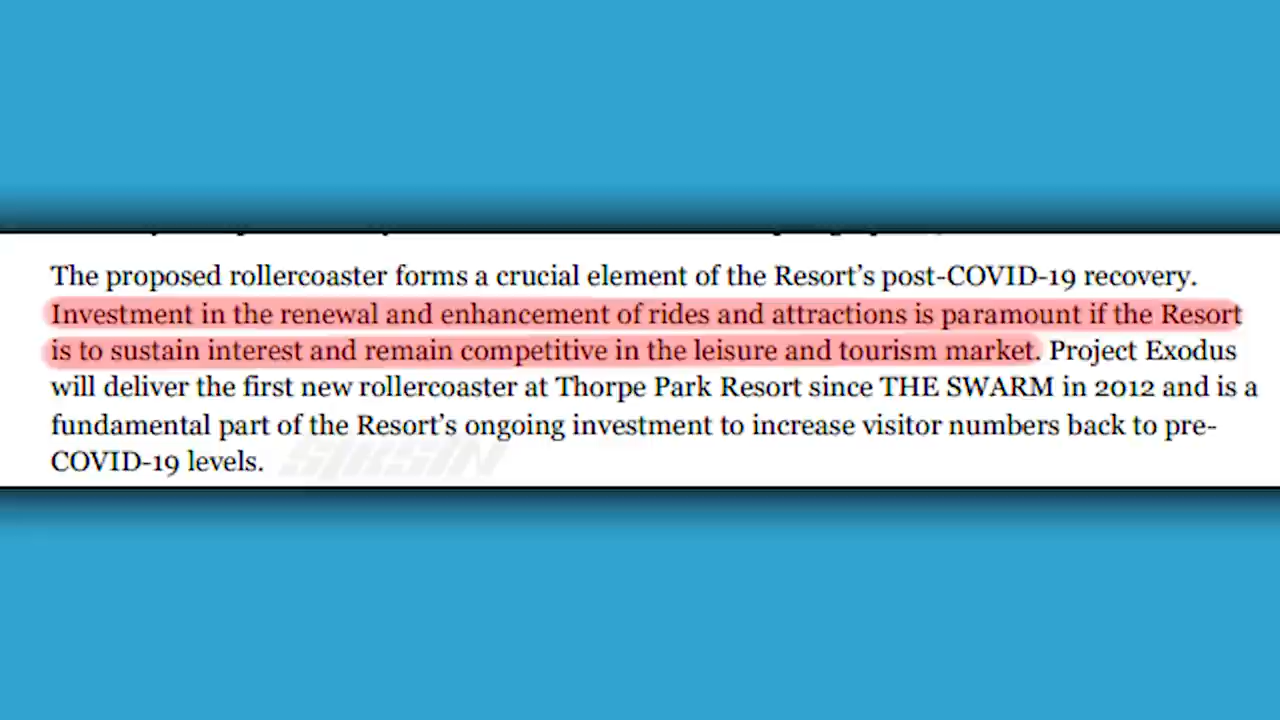 The proposed rollercoaster forms a crucial element of the Resort’s post-COVID-19 recovery.
Investment in the renewal and enhancement of rides and attractions is paramount if the Resort
is to sustain interest and remain competitive in the leisure and tourism market. Project Exodus
will deliver the first new rollercoaster at Thorpe Park Resort since THE SWARM in 2012 and is a
fundamental part of the Resort’s ongoing investment to increase visitor numbers back to pre-
COVID-19 levels.